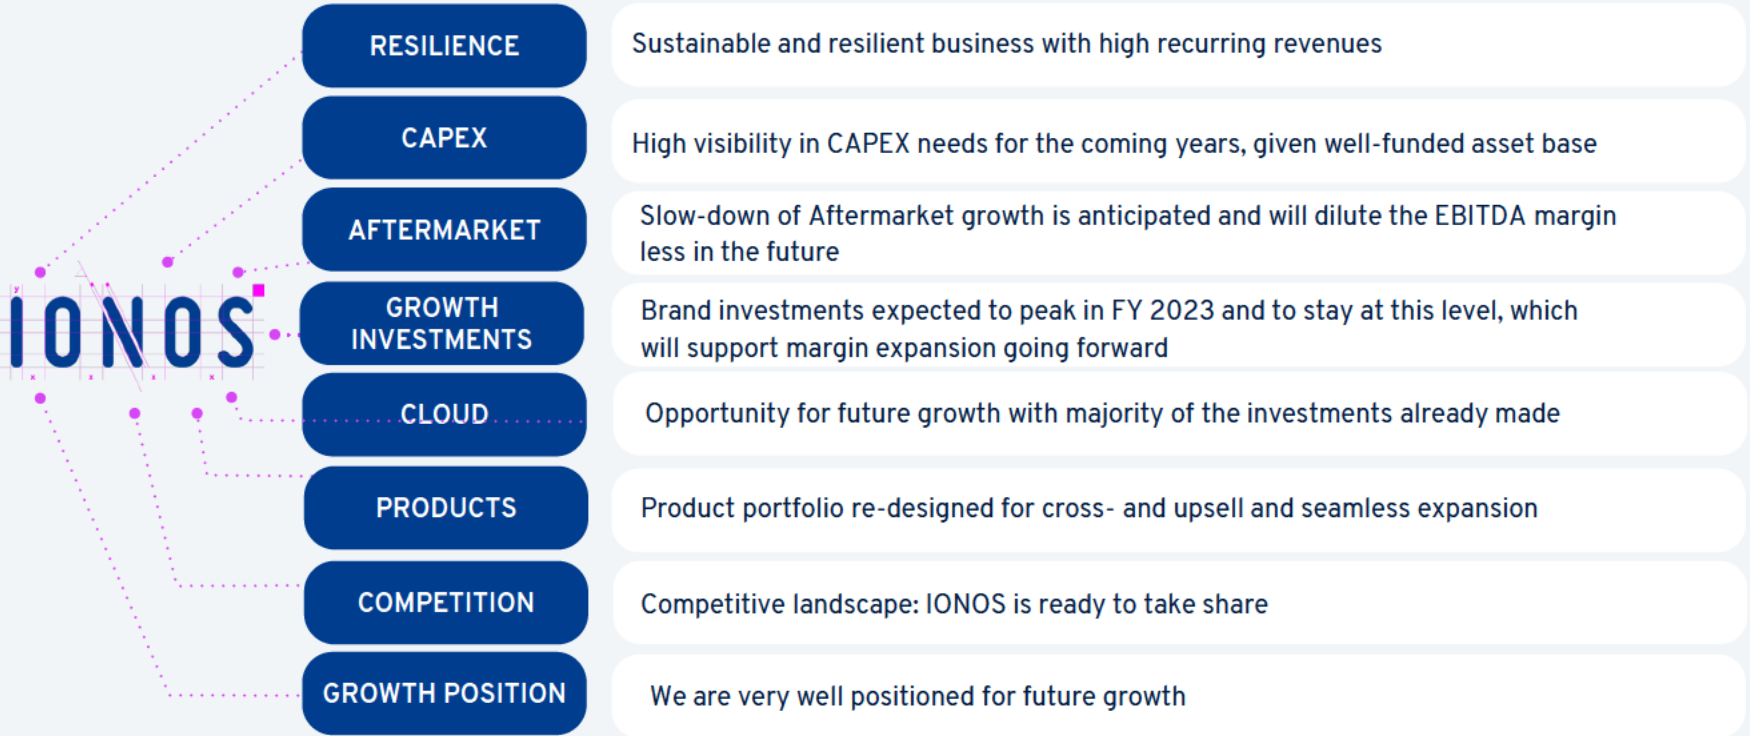 RESILIENCE
Sustainable and resilient business with high recurring revenues
CAPEX
High visibility in CAPEX needs for the coming years, given well-funded asset base
AFTERMARKET
Slow-down of Aftermarket growth is anticipated and will dilute the EBITDA margin
less in the future
IONOS
GROWTH
INVESTMENTS
Brand investments expected to peak in FY 2023 and to stay at this level, which
will support margin expansion going forward
CLOUD
Opportunity for future growth with majority of the investments already made
PRODUCTS
Product portfolio re-designed for cross- and upsell and seamless expansion
COMPETITION
Competitive landscape: IONOS is ready to take share
GROWTH POSITION
We are very well positioned for future growth